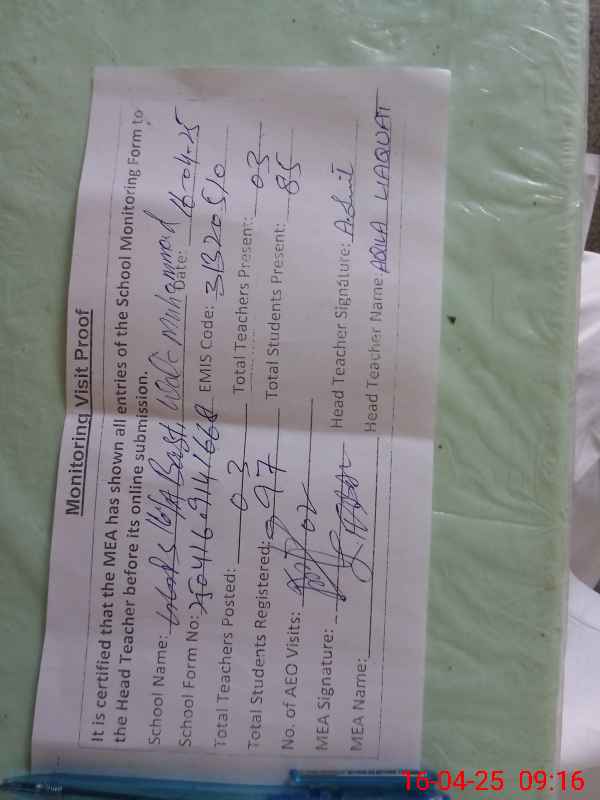 Monitoring Visit Proof
It is certified that the MEA has shown all entries of the School Monitoring Form to
the Head Teacher before its online submission.
School Name: Basti Wali Muhammad Date: 16-04-25
School Form No: EMIS Code: 31320510
Total Teachers Posted: 03 Total Teachers Present: 03
Total Students Registered: 97 Total Students Present: 85
No. of AEO Visits: 02
MEA Signature: Head Teacher Signature:
MEA Name: Head Teacher Name: AQILA LIAQUAT
16-04-25 09:16